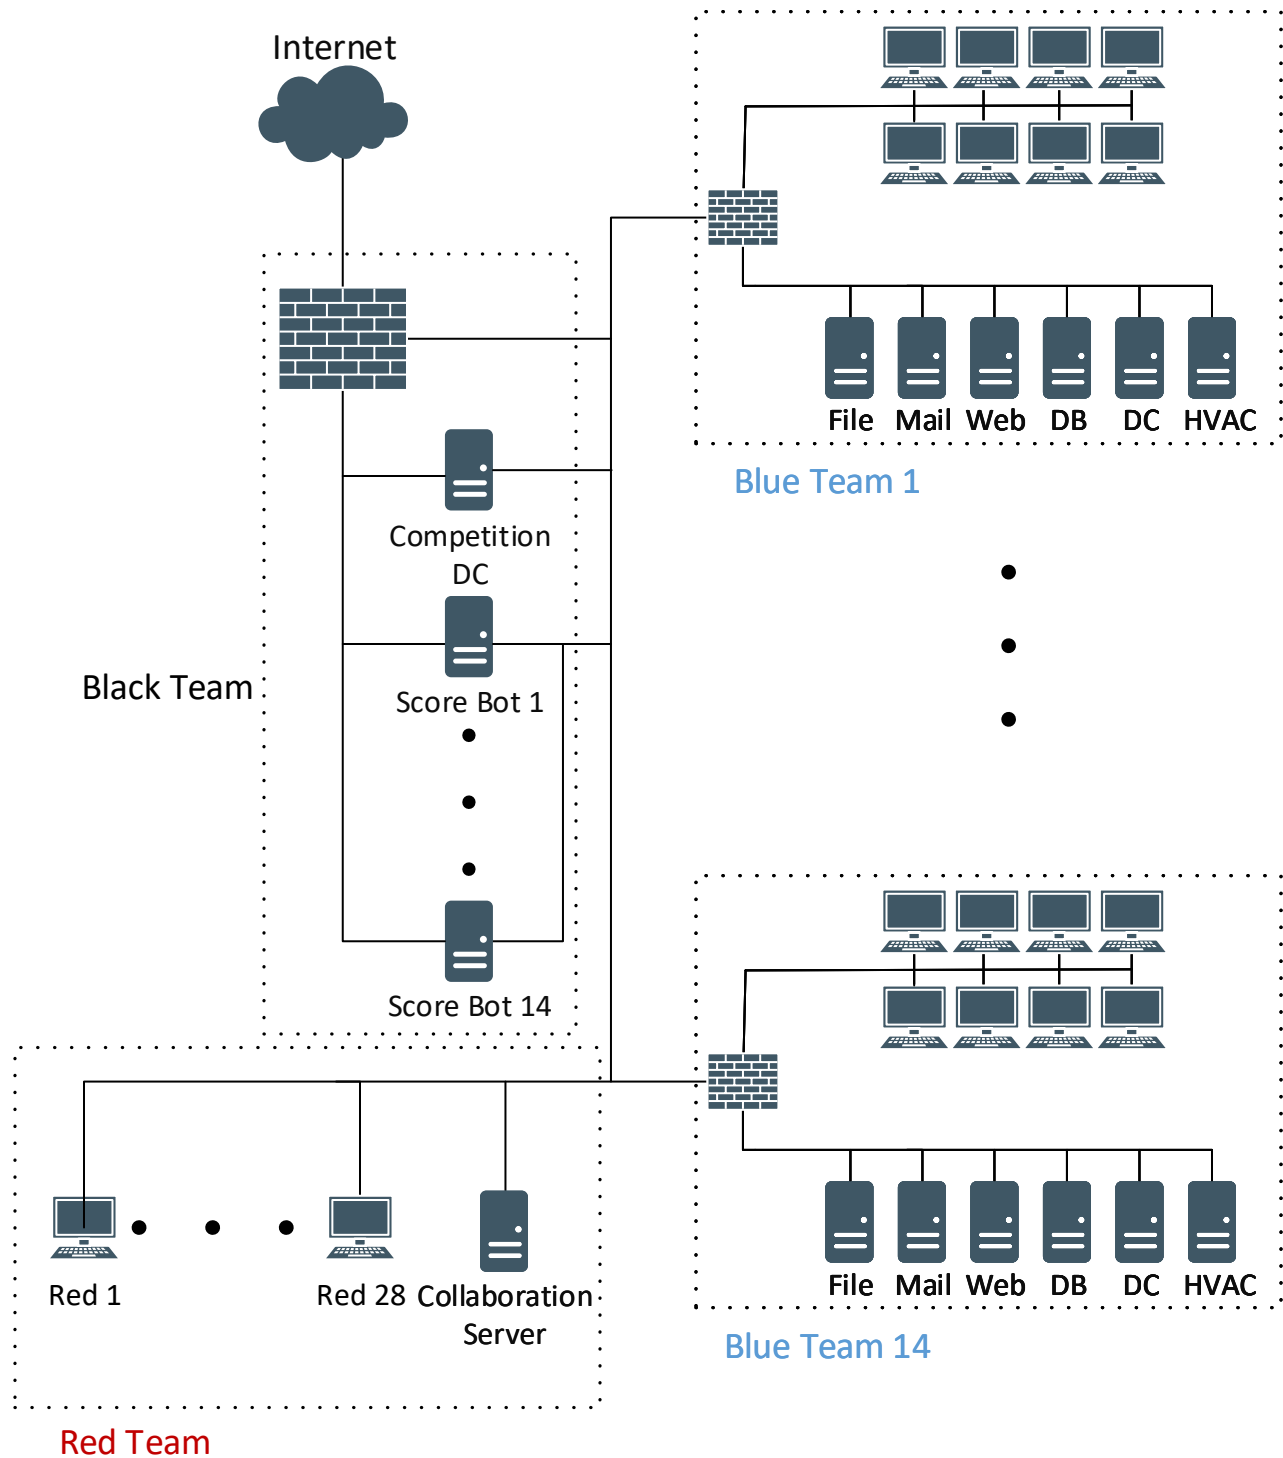 Internet
File Mail Web DB DC HVAC
Blue Team 1
Competition
DC
Black Team
Score Bot 1
Score Bot 14
Red 1
Red 28
Collaboration
Server
File Mail Web DB DC HVAC
Blue Team 14
Red Team